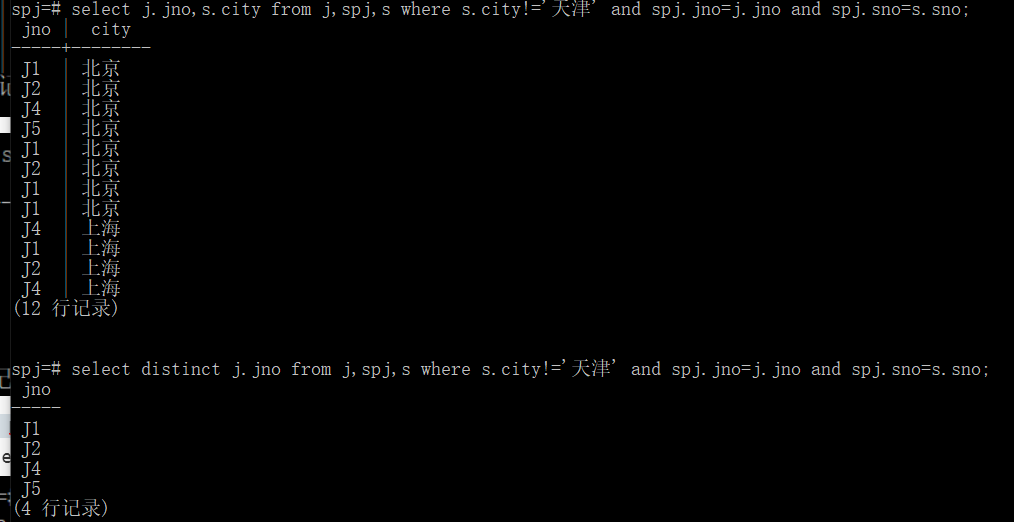 spj=# select j.jno,s.city from j,spj,s where s.city!='天津' and spj.jno=j.jno and spj.sno=s.sno;
 jno |  city
-----+--------
 J1  | 北京
 J2  | 北京
 J4  | 北京
 J5  | 北京
 J1  | 北京
 J2  | 北京
 J1  | 北京
 J1  | 北京
 J4  | 上海
 J1  | 上海
 J2  | 上海
 J4  | 上海
(12 行记录)
spj=# select distinct j.jno from j,spj,s where s.city!='天津' and spj.jno=j.jno and spj.sno=s.sno;
 jno
-----
 J1
 J2
 J4
 J5
(4 行记录)